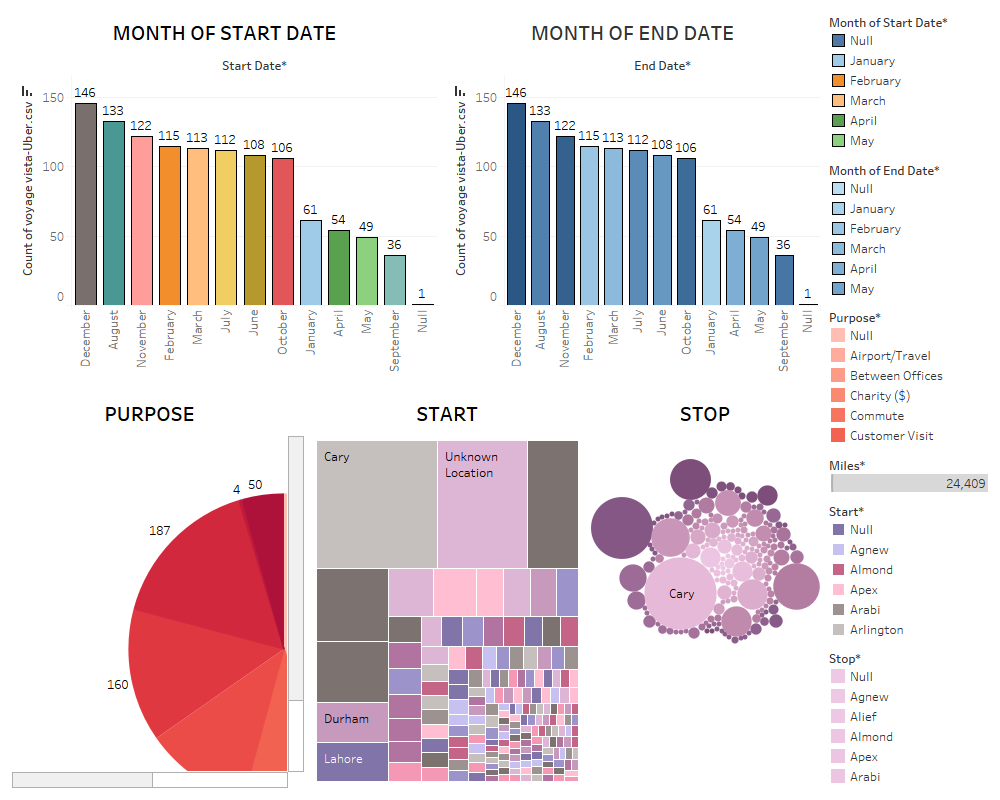 MONTH OF START DATE
Start Date*
Count of voyage vista-Uber.csv
150
100
50
0
146
133
122
115
113
112
108
106
61
54
49
36
1
December
August
November
February
March
July
June
October
January
April
May
September
Null
MONTH OF END DATE
End Date*
Count of voyage vista-Uber.csv
150
100
50
0
146
133
122
115
113
112
108
106
61
54
49
36
1
December
August
November
February
March
July
June
October
January
April
May
September
Null
PURPOSE
4
50
187
160
START
Cary
Unknown
Location
Durham
Lahore
STOP
Cary
Month of Start Date*
Null
January
February
March
April
May
Month of End Date*
Null
January
February
March
April
May
Purpose*
Null
Airport/Travel
Between Offices
Charity ($)
Commute
Customer Visit
Miles*
24,409
Start*
Null
Agnew
Almond
Apex
Arabi
Arlington
Stop*
Null
Agnew
Alief
Almond
Apex
Arabi